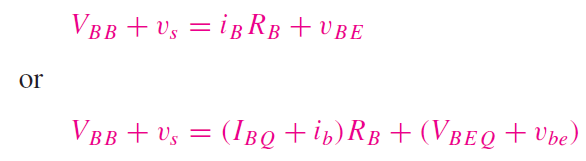 V_{BB} + v_s = i_B R_B + v_{BE}
or
V_{BB} + v_s = (I_{BQ} + i_b) R_B + (V_{BEQ} + v_{be})